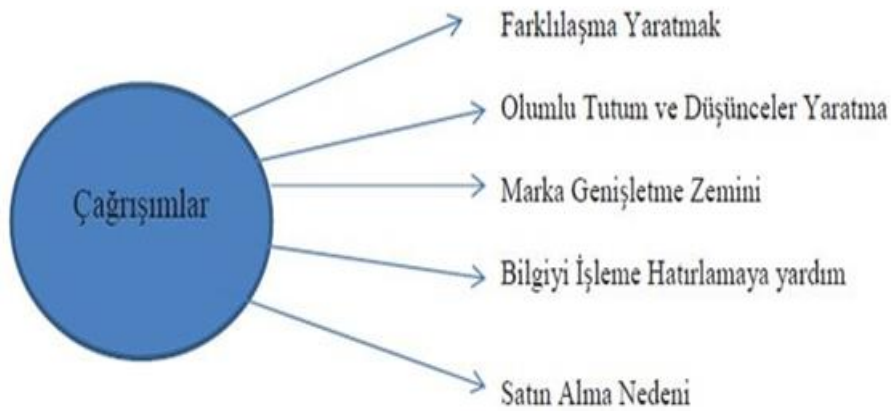 Farklılaşma Yaratmak
Olumlu Tutum ve Düşünceler Yaratma
Çağrışımlar
Marka Genişletme Zemini
Bilgiyi İşleme Hatırlamaya yardım
Satın Alma Nedeni